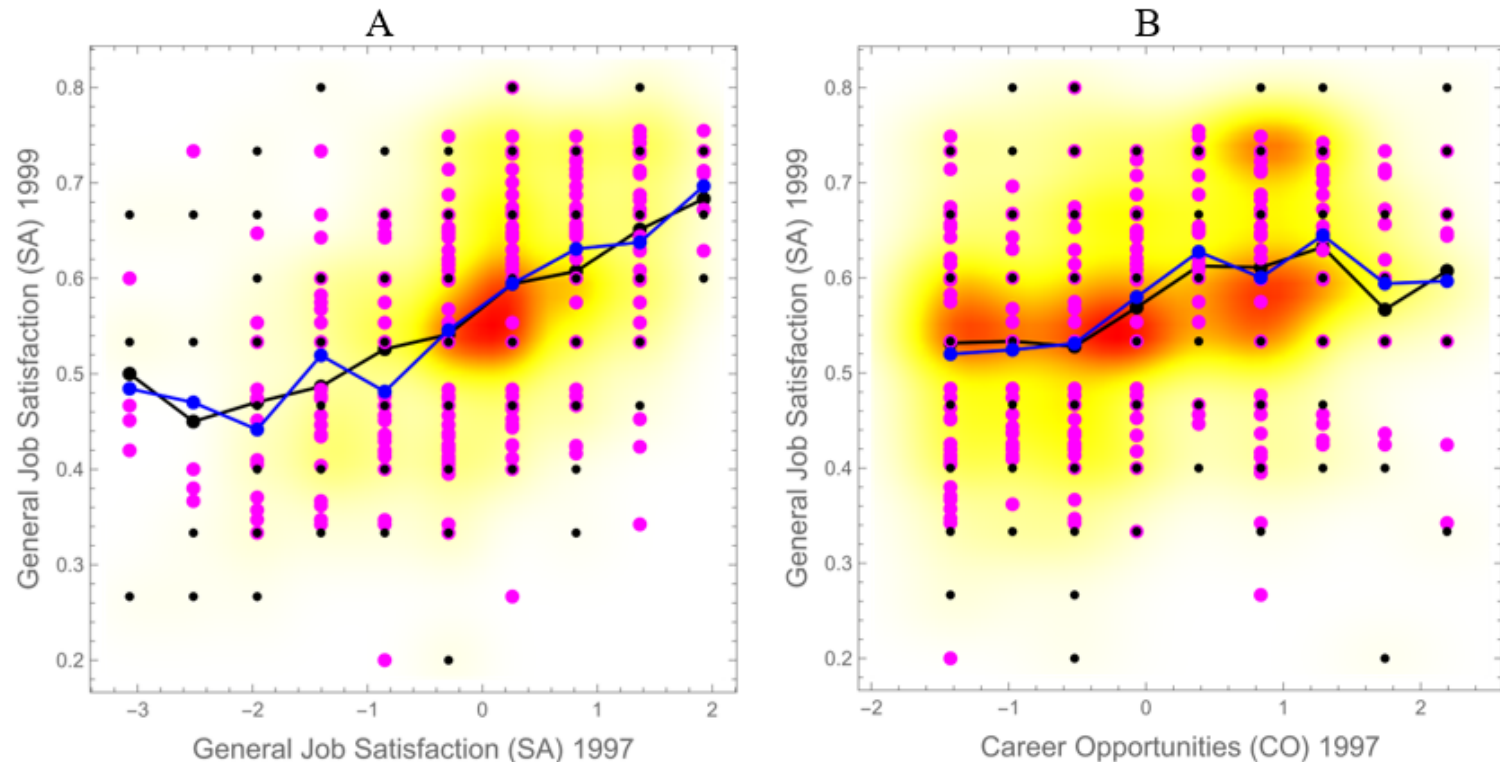 A
B
0.8
0.7
0.6
0.5
0.4
0.3
0.2
General Job Satisfaction (SA) 1999
−3 −2 −1 0 1 2
General Job Satisfaction (SA) 1997
0.8
0.7
0.6
0.5
0.4
0.3
0.2
General Job Satisfaction (SA) 1999
−2 −1 0 1 2
Career Opportunities (CO) 1997